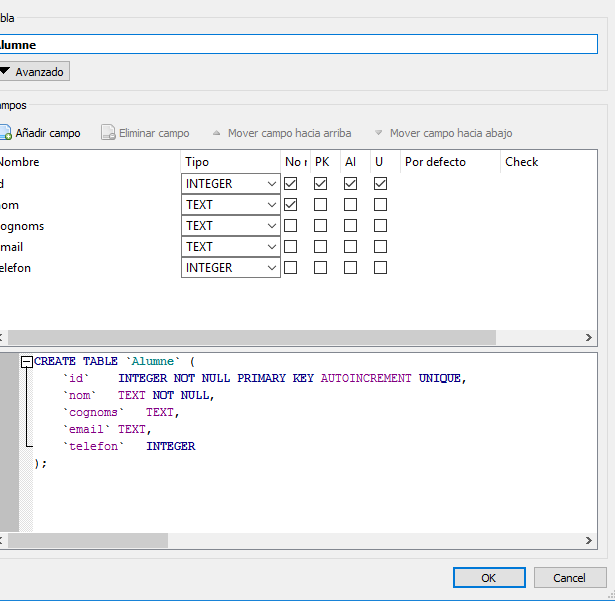 bla
lumne
Avanzado
ampos
Añadir campo Eliminar campo Mover campo hacia arriba Mover campo hacia abajo
Nombre Tipo No r PK AI U Por defecto Check
d INTEGER
om TEXT
ognoms TEXT
mail TEXT
elefon INTEGER
CREATE TABLE `Alumne` (
`id` INTEGER NOT NULL PRIMARY KEY AUTOINCREMENT UNIQUE,
`nom` TEXT NOT NULL,
`cognoms` TEXT,
`email` TEXT,
`telefon` INTEGER
);
OK Cancel